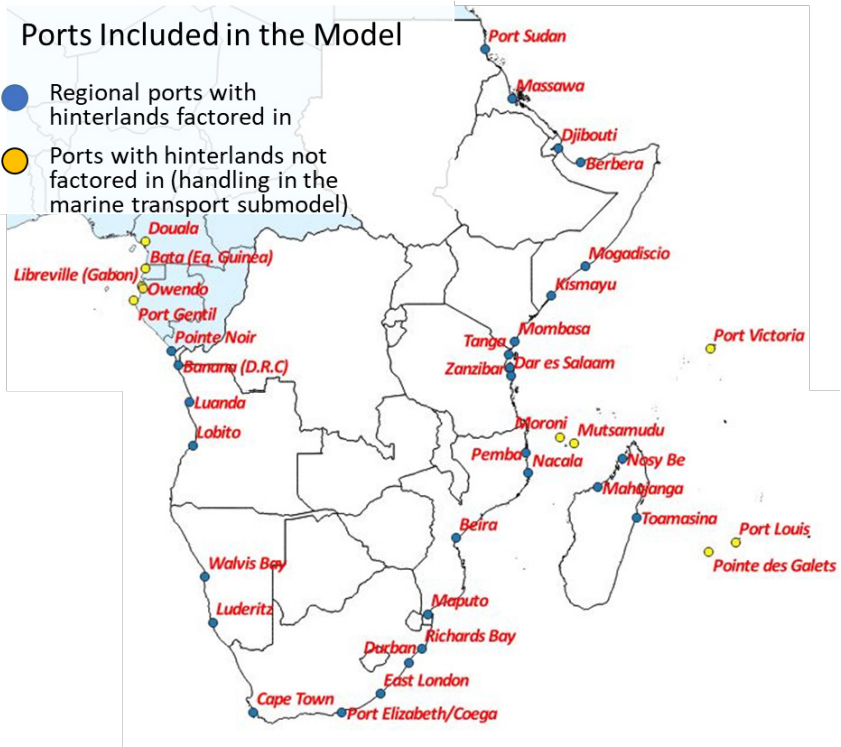 Ports Included in the Model
Regional ports with
hinterlands factored in
Ports with hinterlands not
factored in (handling in the
marine transport submodel)
Port Sudan
Massawa
Djibouti
Berbera
Douala
Bata (Eq. Guinea)
Libreville (Gabon)
Owendo
Port Gentil
Mogadiscio
Kismayu
Pointe Noir
Mombasa
Tanga
Port Victoria
Banana (D.R.C)
Zanzibar
Dar es Salaam
Luanda
Lobito
Moroni
Mutsamudu
Pemba
Nacala
Nosy Be
Mahajanga
Toamasina
Beira
Port Louis
Pointe des Galets
Walvis Bay
Luderitz
Maputo
Richards Bay
Durban
East London
Cape Town
Port Elizabeth/Coega